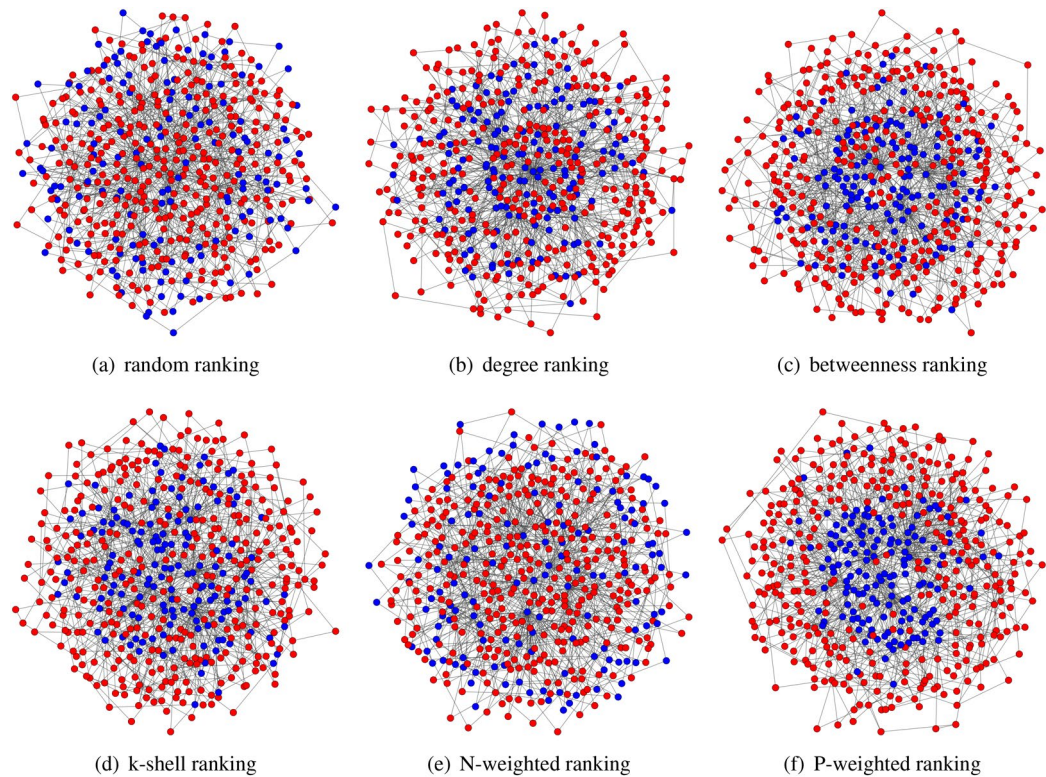 (a) random ranking
(b) degree ranking
(c) betweenness ranking
(d) k-shell ranking
(e) N-weighted ranking
(f) P-weighted ranking